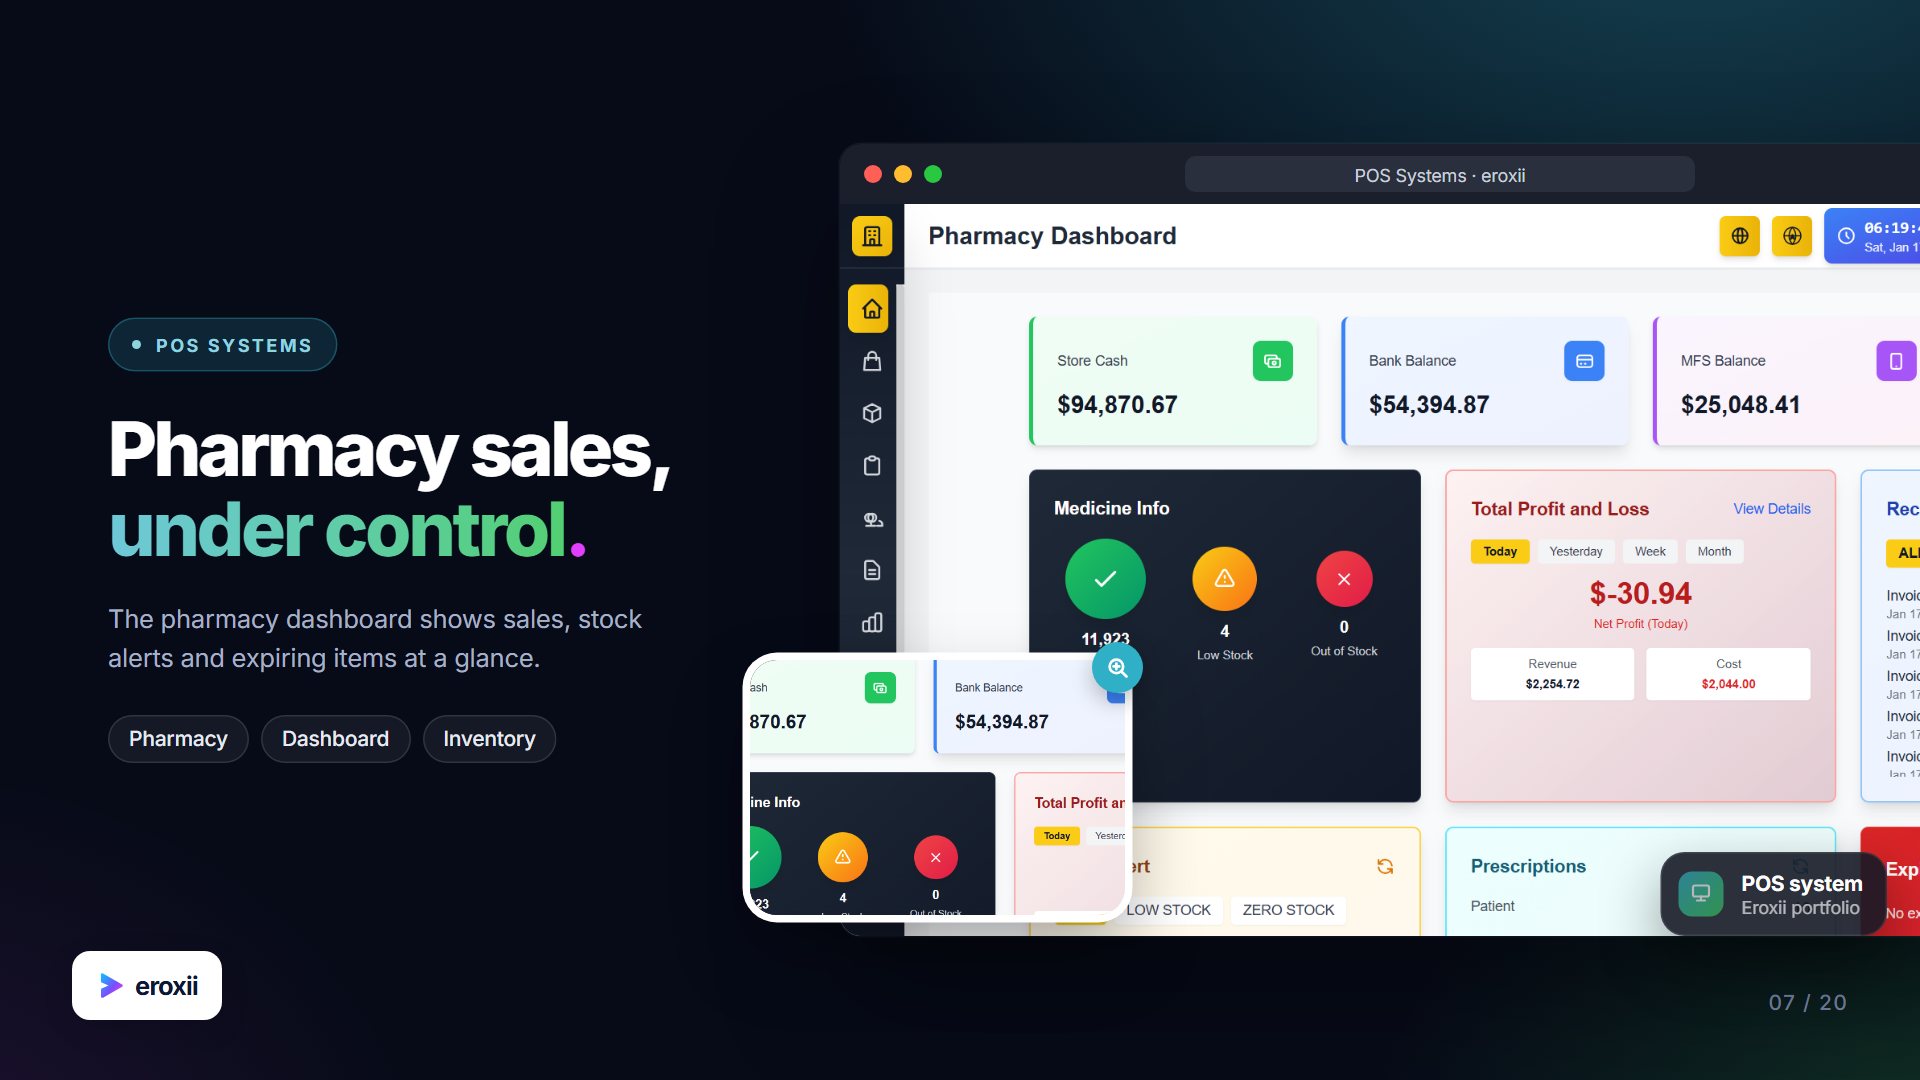 POS SYSTEMS
Pharmacy sales,
under control.
The pharmacy dashboard shows sales, stock
alerts and expiring items at a glance.
Pharmacy
Dashboard
Inventory
eroxii
POS Systems · eroxii
Pharmacy Dashboard
06:19:
Sat, Jan 17
Store Cash
$94,870.67
Bank Balance
$54,394.87
MFS Balance
$25,048.41
Medicine Info
11,923
4
Low Stock
0
Out of Stock
Total Profit and Loss
View Details
Today
Yesterday
Week
Month
$-30.94
Net Profit (Today)
Revenue
$2,254.72
Cost
$2,044.00
Rec
Invoic
Jan 17
Invoic
Jan 17
Invoic
Jan 17
Invoic
Jan 17
Invoic
Jan 17
ash
870.67
Bank Balance
$54,394.87
ine Info
23
4
0
Out of Stock
Total Profit an
Today
Yester
ert
LOW STOCK
ZERO STOCK
Prescriptions
Patient
Exp
No ex
POS system
Eroxii portfolio
07 / 20